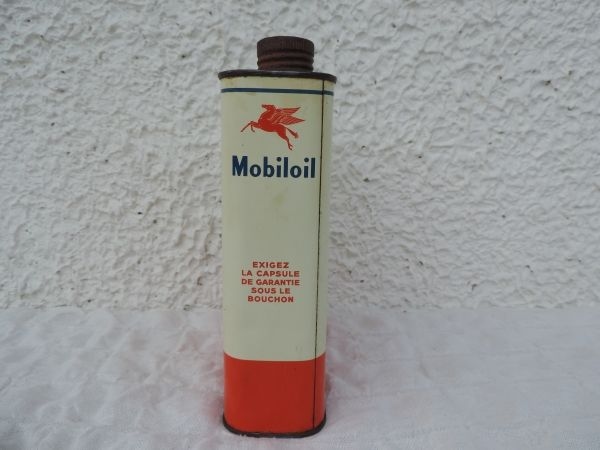 Mobiloil
EXIGEZ
LA CAPSULE
DE GARANTIE
SOUS LE
BOUCHON